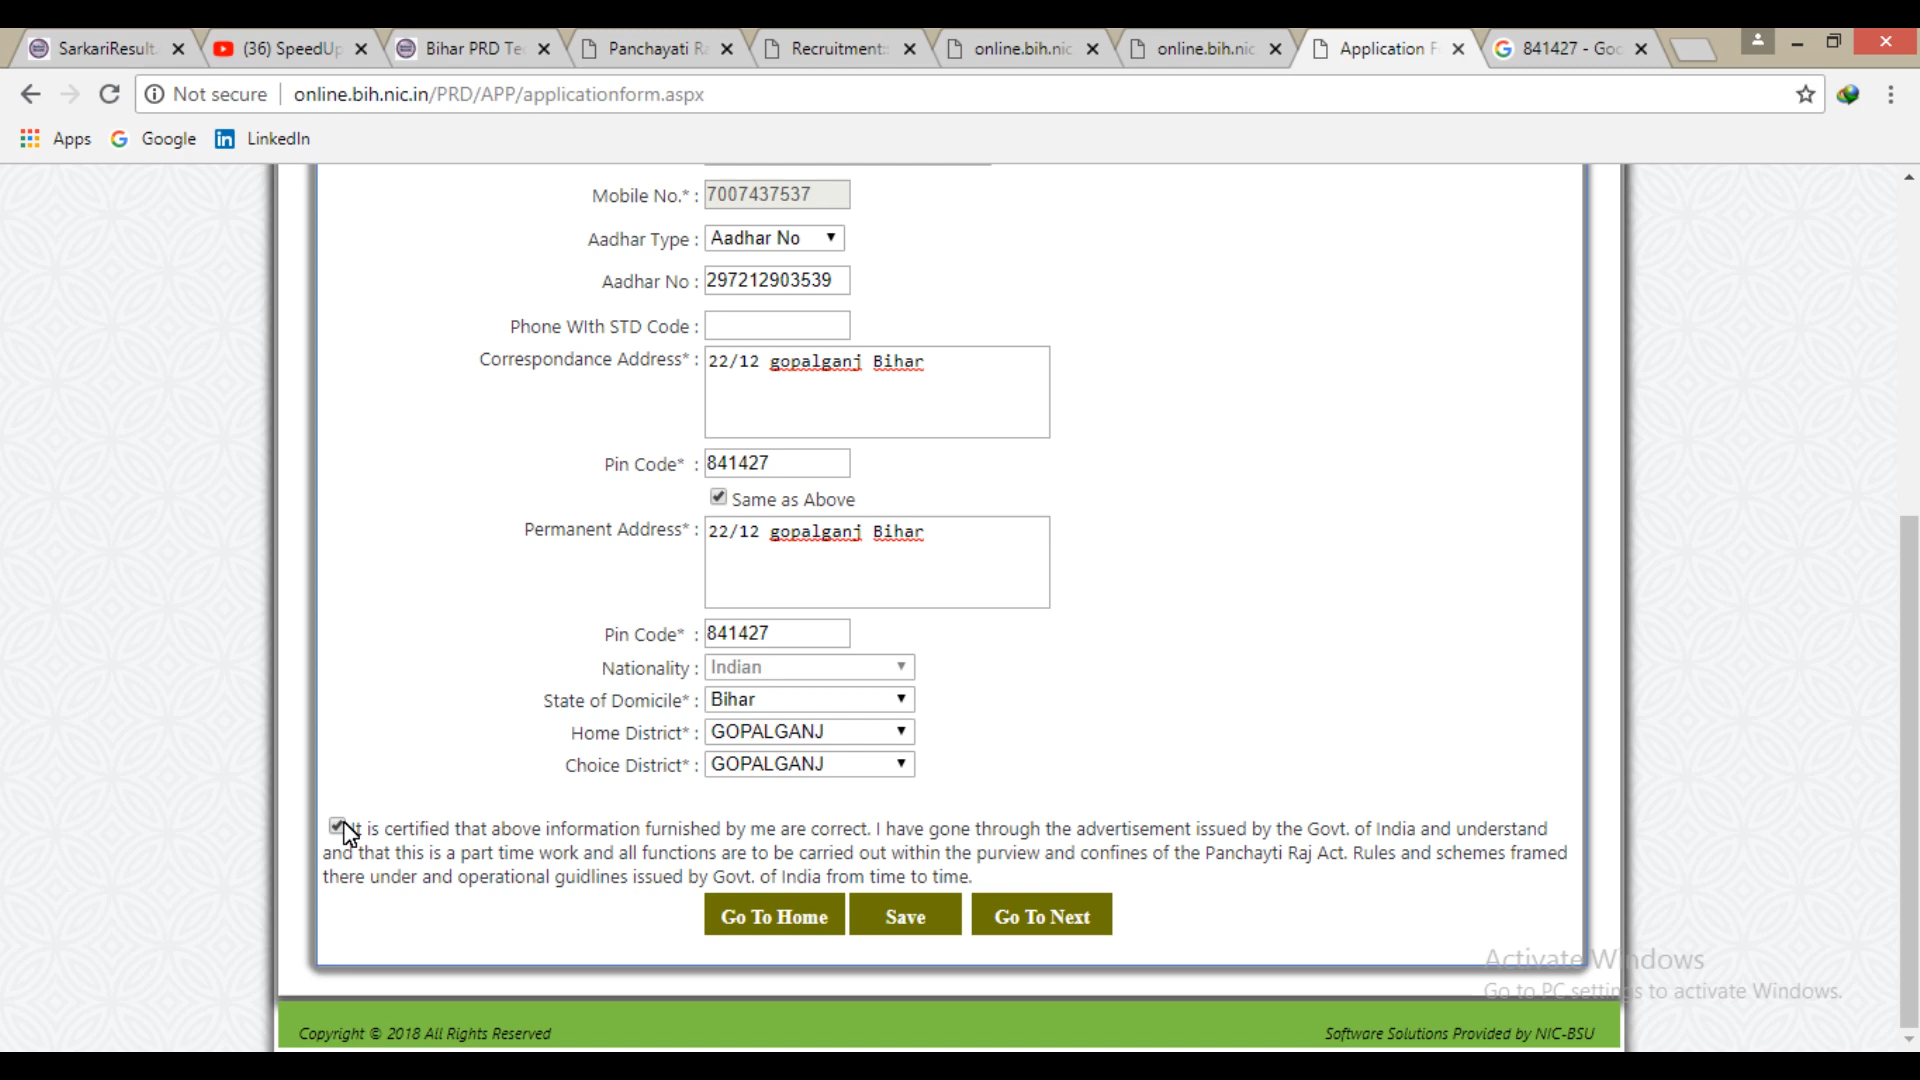 SarkariResult.
(36) SpeedUp
Bihar PRD Te
Panchayati Ra
Recruitment:
online.bih.nic
online.bih.nic
Application F
841427 - Goo
Not secure
online.bih.nic.in/PRD/APP/applicationform.aspx
Apps
Google
LinkedIn
Mobile No.* : 7007437537
Aadhar Type : Aadhar No
Aadhar No : 297212903539
Phone WIth STD Code :
Correspondance Address* : 22/12 gopalganj Bihar
Pin Code* : 841427
Same as Above
Permanent Address* : 22/12 gopalganj Bihar
Pin Code* : 841427
Nationality : Indian
State of Domicile* : Bihar
Home District* : GOPALGANJ
Choice District* : GOPALGANJ
It is certified that above information furnished by me are correct. I have gone through the advertisement issued by the Govt. of India and understand
and that this is a part time work and all functions are to be carried out within the purview and confines of the Panchayti Raj Act. Rules and schemes framed
there under and operational guidlines issued by Govt. of India from time to time.
Go To Home
Save
Go To Next
Activate Windows
Go to PC settings to activate Windows.
Copyright © 2018 All Rights Reserved
Software Solutions Provided by NIC-BSU